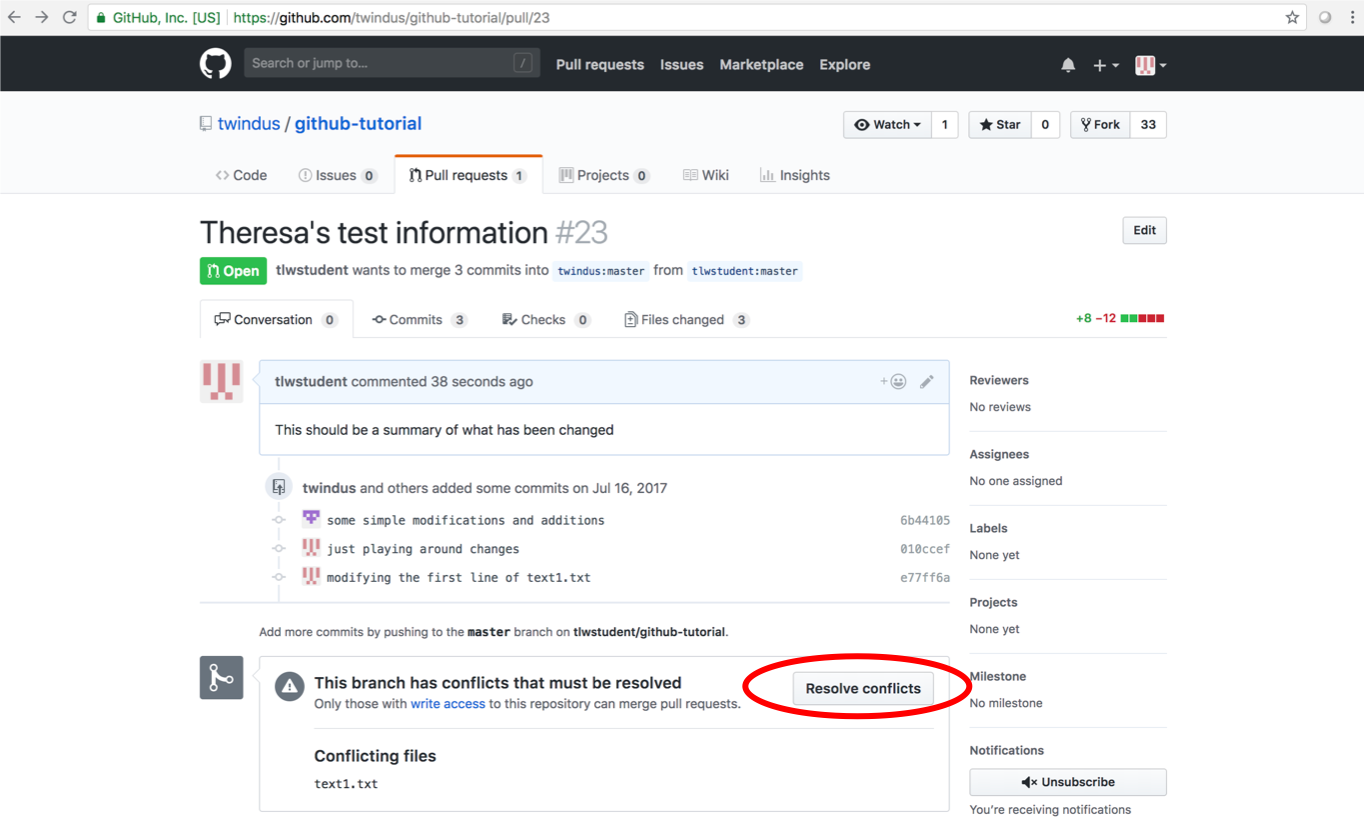 GitHub, Inc. [US] https://github.com/twindus/github-tutorial/pull/23
Search or jump to... / Pull requests Issues Marketplace Explore
twindus / github-tutorial Watch 1 Star 0 Fork 33
Code Issues 0 Pull requests 1 Projects 0 Wiki Insights
Theresa's test information #23 Edit
Open tlwstudent wants to merge 3 commits into twindus:master from tlwstudent:master
Conversation 0 Commits 3 Checks 0 Files changed 3 +8 −12
tlwstudent commented 38 seconds ago
This should be a summary of what has been changed
twindus and others added some commits on Jul 16, 2017
some simple modifications and additions 6b44105
just playing around changes 010ccef
modifying the first line of text1.txt e77ff6a
Add more commits by pushing to the master branch on tlwstudent/github-tutorial.
This branch has conflicts that must be resolved
Only those with write access to this repository can merge pull requests.
Resolve conflicts
Conflicting files
text1.txt
Reviewers
No reviews
Assignees
No one assigned
Labels
None yet
Projects
None yet
Milestone
No milestone
Notifications
Unsubscribe
You're receiving notifications